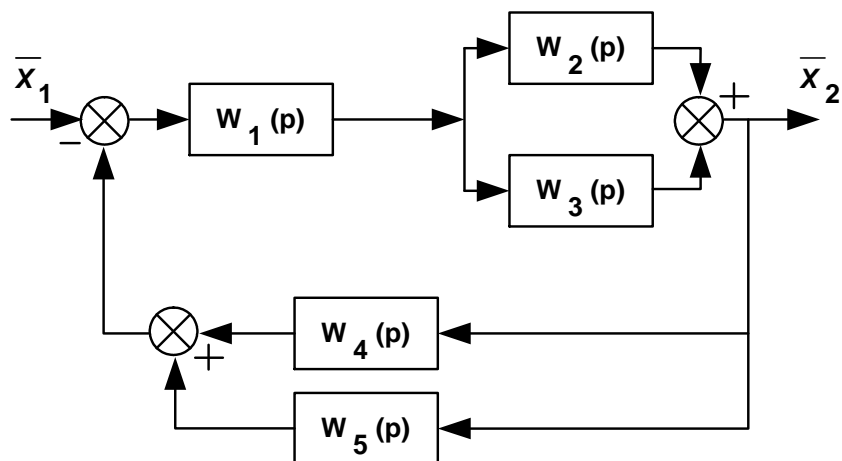 X̅₁
−
W₁(p)
W₂(p)
W₃(p)
+
X̅₂
W₄(p)
+
W₅(p)